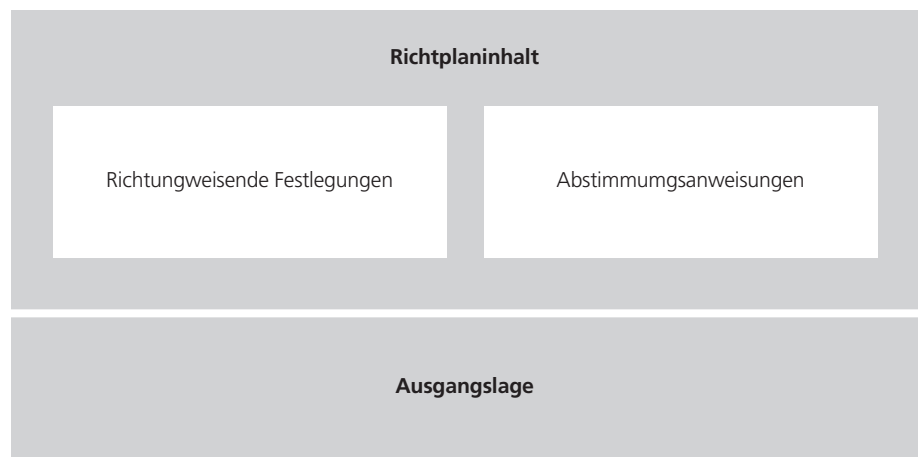 Richtplaninhalt
Richtungweisende Festlegungen
Abstimmumgsanweisungen
Ausgangslage